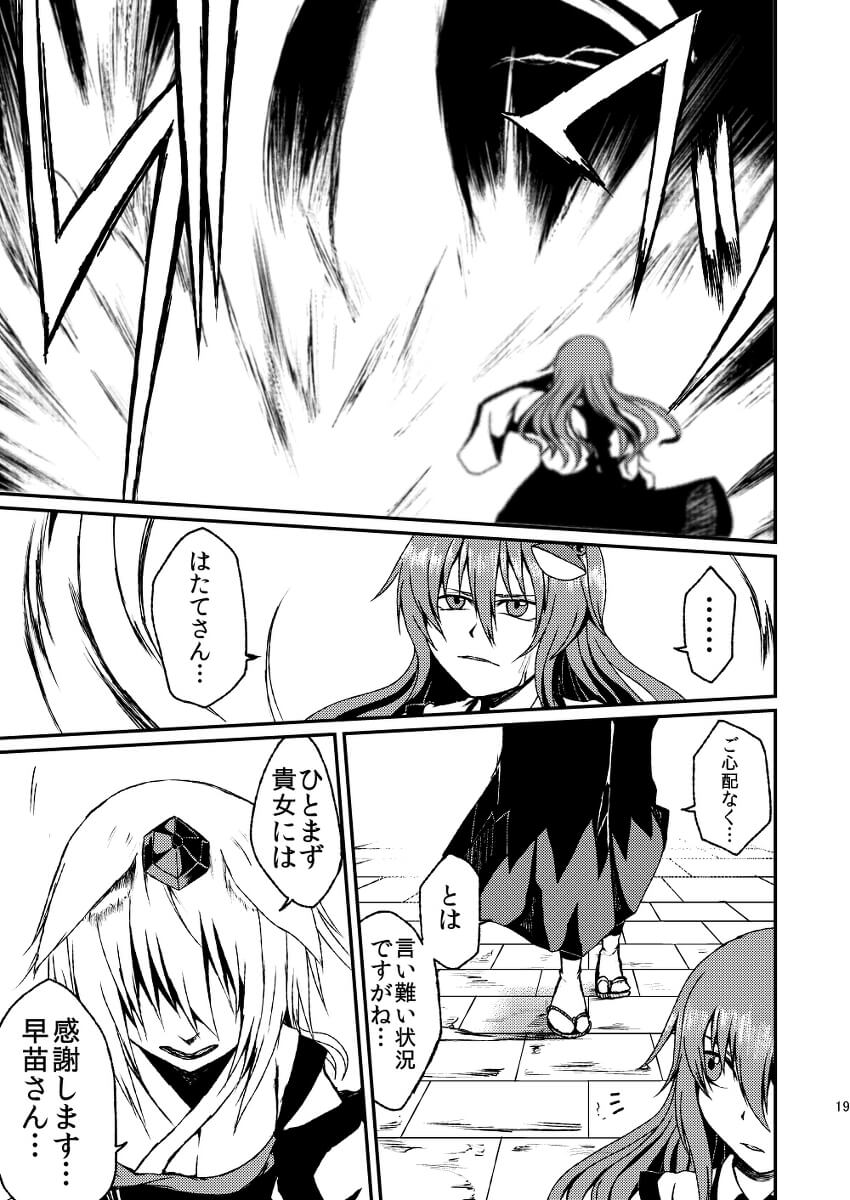 ………
はたてさん…
ご心配なく…
とは
言い難い状況
ですがね…
ひとまず
貴女には
感謝します…
早苗さん…
19